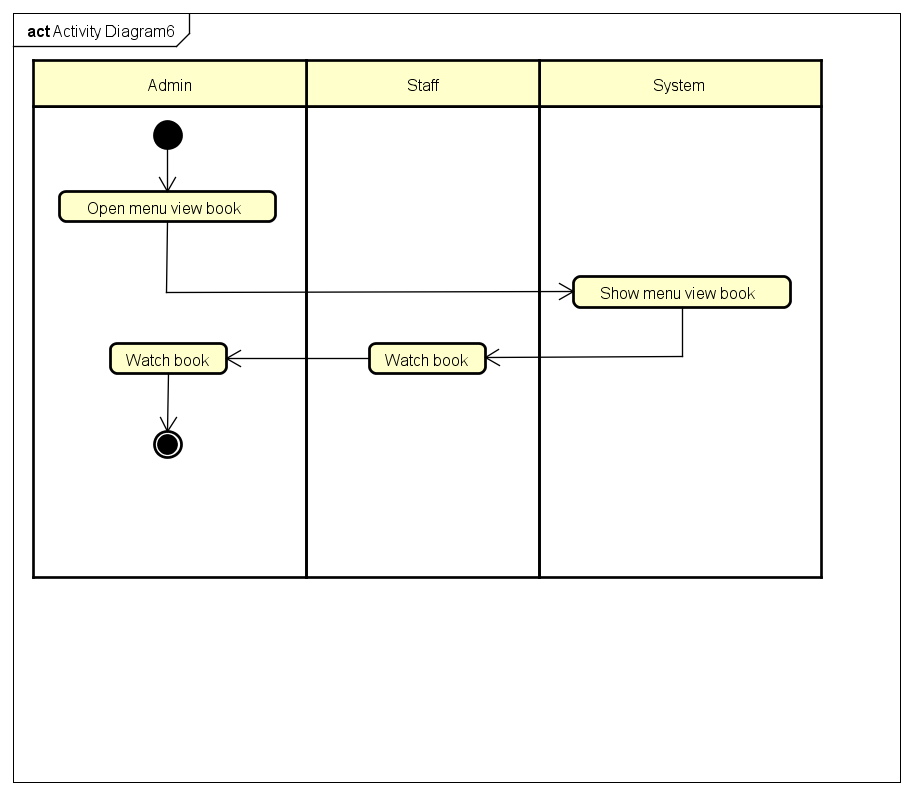 act Activity Diagram6
Admin
Staff
System
Open menu view book
Show menu view book
Watch book
Watch book